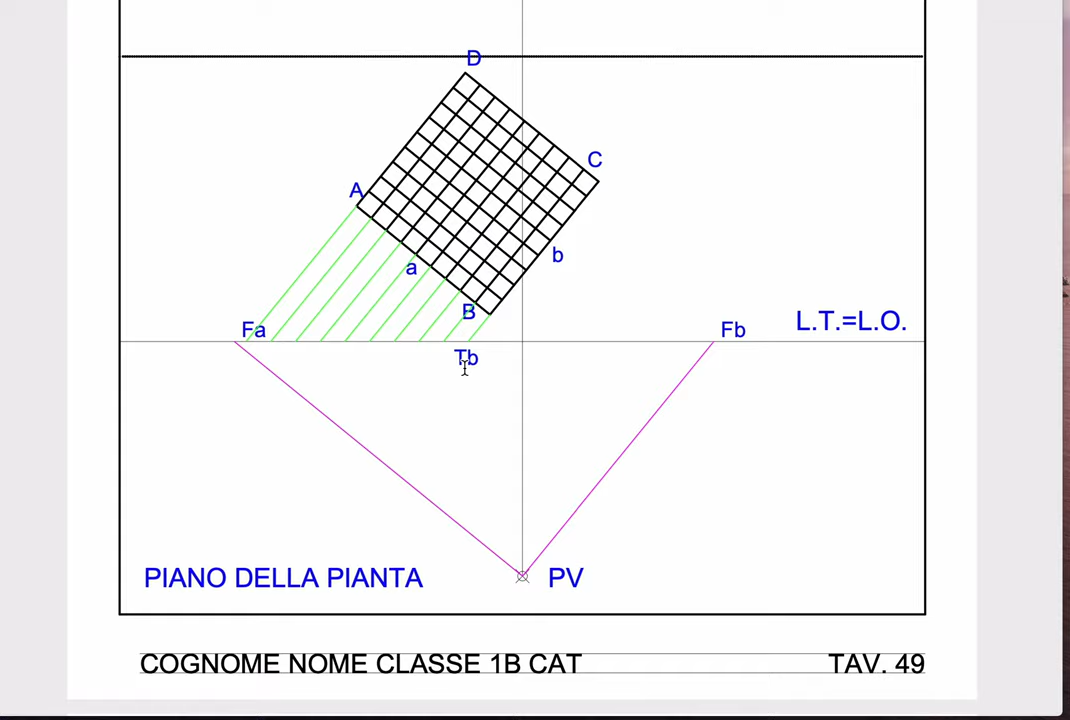 D
C
A
b
a
B
Fa
Fb
L.T.=L.O.
Tb
PIANO DELLA PIANTA
PV
COGNOME NOME CLASSE 1B CAT
TAV. 49